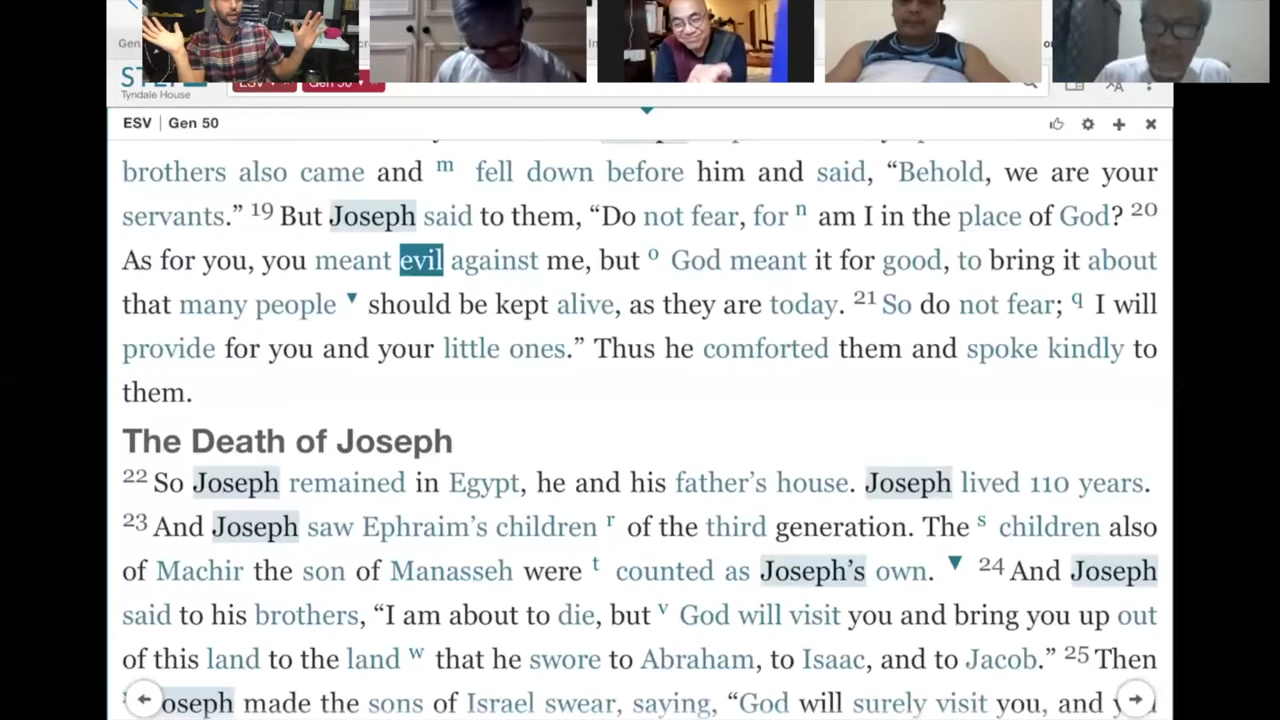 Gen
Tyndale House
ESV | Gen 50
brothers also came and m fell down before him and said, “Behold, we are your
servants.” 19 But Joseph said to them, “Do not fear, for n am I in the place of God? 20
As for you, you meant evil against me, but o God meant it for good, to bring it about
that many people ▼ should be kept alive, as they are today. 21 So do not fear; q I will
provide for you and your little ones.” Thus he comforted them and spoke kindly to
them.
The Death of Joseph
22 So Joseph remained in Egypt, he and his father’s house. Joseph lived 110 years.
23 And Joseph saw Ephraim’s children r of the third generation. The s children also
of Machir the son of Manasseh were t counted as Joseph’s own. ▼ 24 And Joseph
said to his brothers, “I am about to die, but v God will visit you and bring you up out
of this land to the land w that he swore to Abraham, to Isaac, and to Jacob.” 25 Then
Joseph made the sons of Israel swear, saying, “God will surely visit you, and